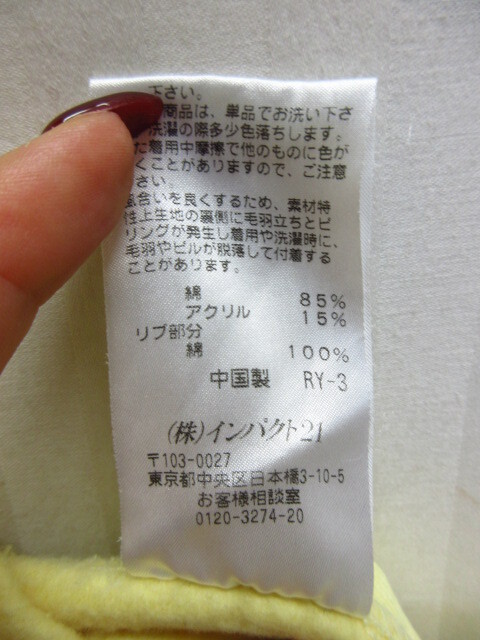 下さい。
商品は、単品でお洗い下さ
洗濯の際多少色落ちします。
た着用中摩擦で他のものに色が
くことがありますので、ご注意
さい。
風合いを良くするため、素材特
性上生地の裏側に毛羽立ちとピ
リングが発生し着用や洗濯時に、
毛羽やピルが脱落して付着する
ことがあります。
綿 85%
アクリル 15%
リブ部分
綿 100%
中国製 RY-3
(株)インパクト21
〒103-0027
東京都中央区日本橋3-10-5
お客様相談室
0120-3274-20